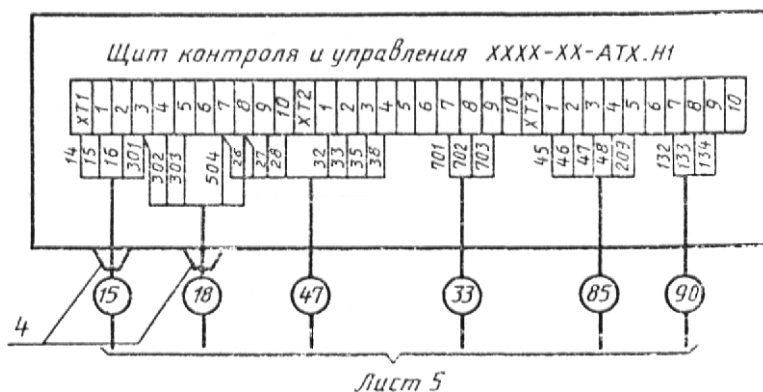 Щит контроля и управления XXXX-XX-АТХ.Н1
XT1 1 2 3 4 5 6 7 8 9 10 XT2 1 2 3 4 5 6 7 8 9 10 XT3 1 2 3 4 5 6 7 8 9 10
14 15 16 301 302 303 504 26 27 28 32 33 35 38 701 702 703 45 46 47 48 209 132 133 134
15 18 47 33 85 90
4
Лист 5